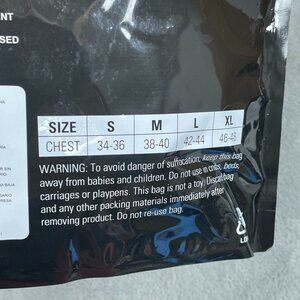 ENT
SED
SIZE S M L XL
CHEST 34-36 38-40 42-44 46-48
WARNING: To avoid danger of suffocation, keep this bag
away from babies and children. Do not use in cribs, beds,
carriages or playpens. This bag is not a toy. Discard bag
and any other packing materials immediately after
removing product. Do not re-use bag.